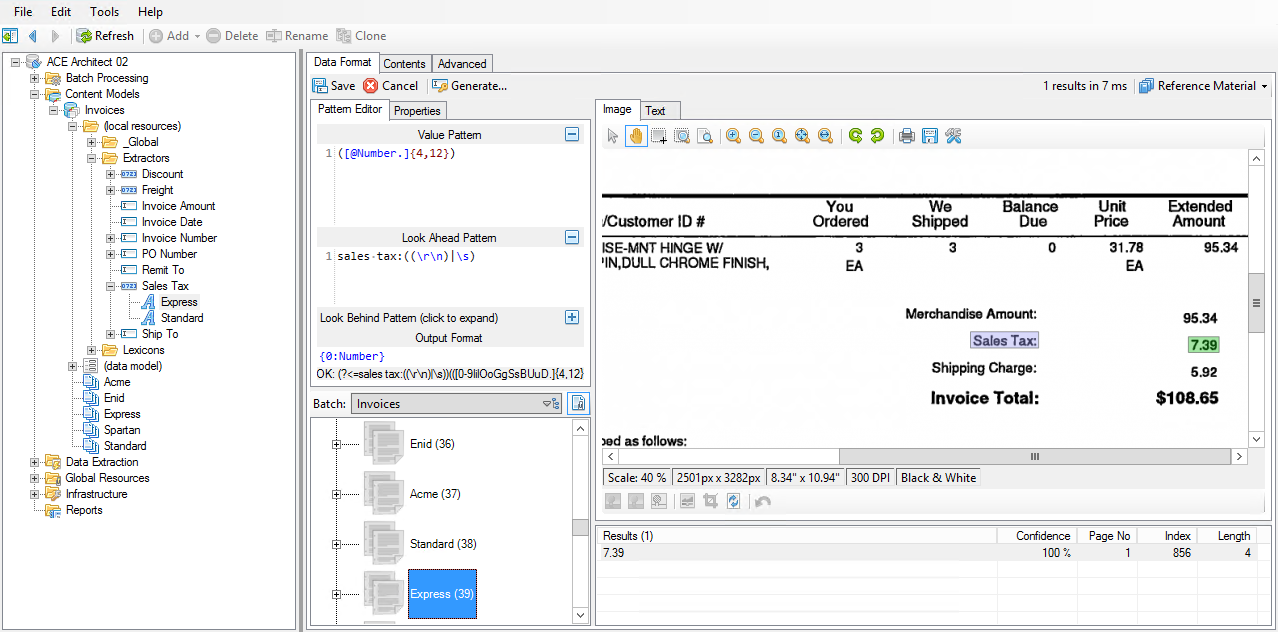 File Edit Tools Help
Refresh Add Delete Rename Clone
ACE Architect 02
Batch Processing
Content Models
Invoices
(local resources)
_Global
Extractors
Discount
Freight
Invoice Amount
Invoice Date
Invoice Number
PO Number
Remit To
Sales Tax
Express
Standard
Ship To
Lexicons
(data model)
Acme
Enid
Express
Spartan
Standard
Data Extraction
Global Resources
Infrastructure
Reports
Data Format Contents Advanced
Save Cancel Generate...
1 results in 7 ms Reference Material
Pattern Editor Properties
Value Pattern
1 ([@Number.]{4,12})
Look Ahead Pattern
1 sales·tax:((\r\n)|\s)
Look Behind Pattern (click to expand)
Output Format
{0:Number}
OK: (?<=sales tax:((\r\n)|\s))(([0-9IilOoGgSsBUuD.]{4,12}
Batch: Invoices
Enid (36)
Acme (37)
Standard (38)
Express (39)
Image Text
/Customer ID # You Ordered We Shipped Balance Due Unit Price Extended Amount
ISE-MNT HINGE W/ 3 3 0 31.78 95.34
PIN,DULL CHROME FINISH, EA EA
Merchandise Amount: 95.34
Sales Tax: 7.39
Shipping Charge: 5.92
Invoice Total: $108.65
ped as follows:
Scale: 40 % 2501px x 3282px 8.34" x 10.94" 300 DPI Black & White
Results (1) Confidence Page No Index Length
7.39 100 % 1 856 4